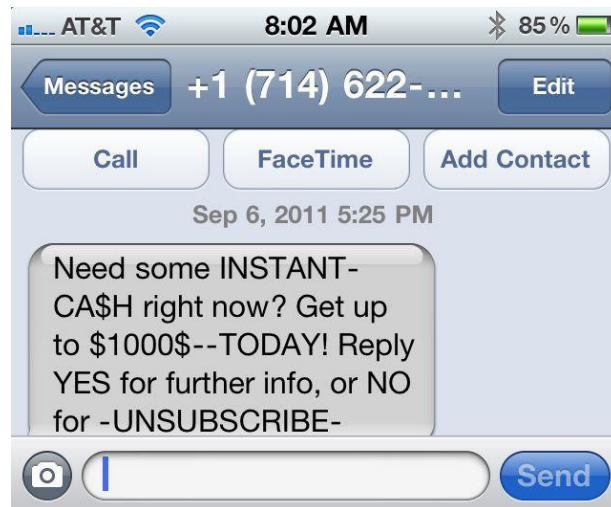 AT&T 8:02 AM 85%
Messages +1 (714) 622-... Edit
Call FaceTime Add Contact
Sep 6, 2011 5:25 PM
Need some INSTANT-
CA$H right now? Get up
to $1000$--TODAY! Reply
YES for further info, or NO
for -UNSUBSCRIBE-
Send